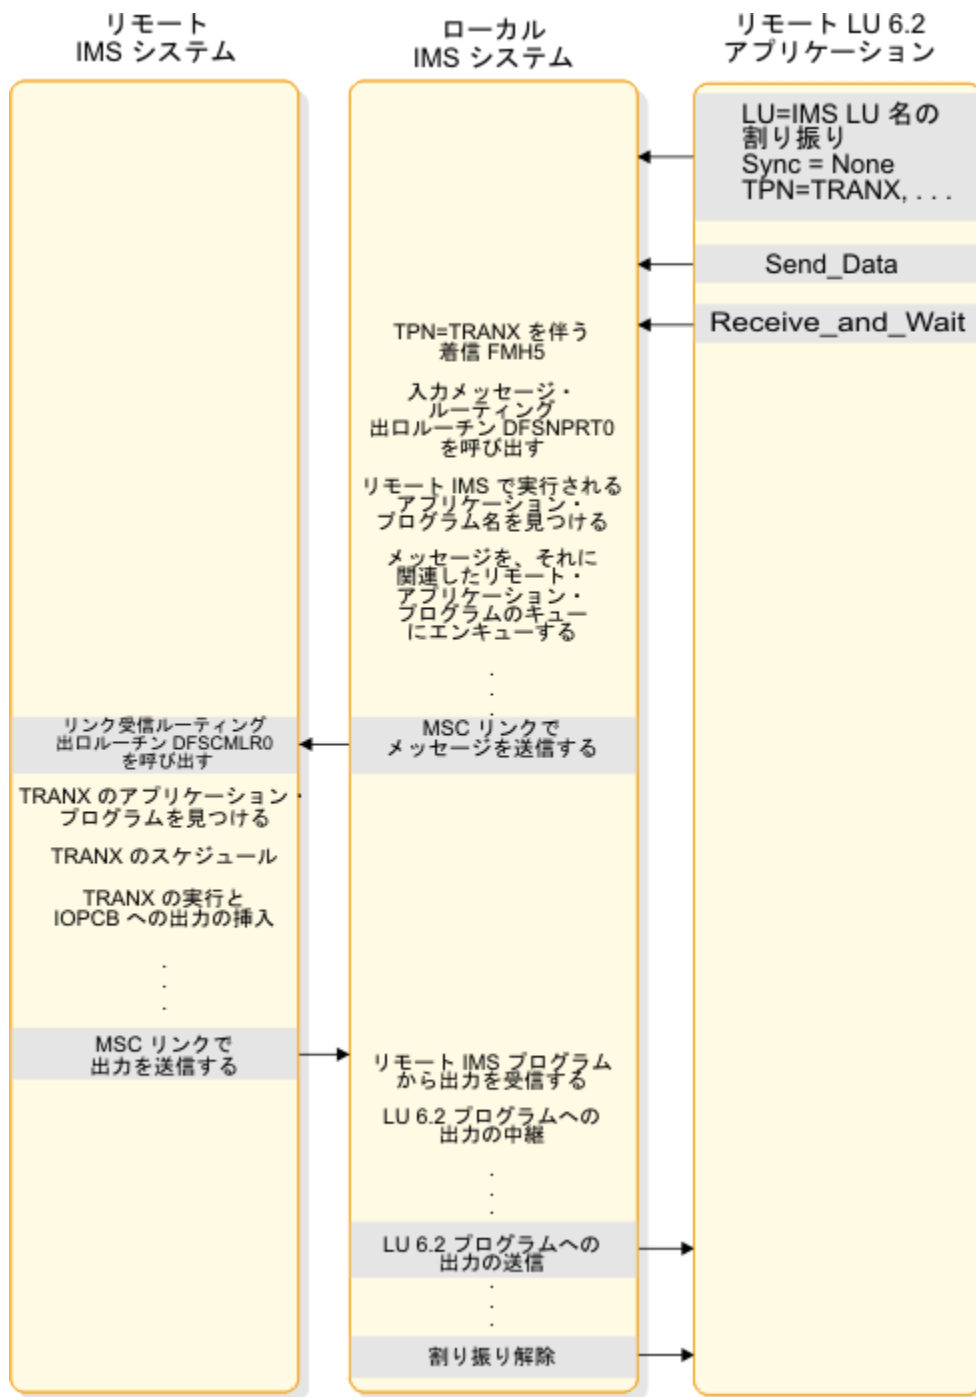 リモート
IMS システム
ローカル
IMS システム
リモート LU 6.2
アプリケーション
LU=IMS LU 名の
割り振り
Sync = None
TPN=TRANX, . . .
Send_Data
Receive_and_Wait
TPN=TRANX を伴う
着信 FMH5
入力メッセージ・
ルーティング
出口ルーチン DFSNPRT0
を呼び出す
リモート IMS で実行される
アプリケーション・
プログラム名を見つける
メッセージを、それに
関連したリモート・
アプリケーション・
プログラムのキュー
にエンキューする
.
.
.
MSC リンクで
メッセージを送信する
リンク受信ルーティング
出口ルーチン DFSCMLR0
を呼び出す
TRANX のアプリケーション・
プログラムを見つける
TRANX のスケジュール
TRANX の実行と
IOPCB への出力の挿入
.
.
.
MSC リンクで
出力を送信する
リモート IMS プログラム
から出力を受信する
LU 6.2 プログラムへの
出力の中継
.
.
.
LU 6.2 プログラムへの
出力の送信
.
.
.
割り振り解除